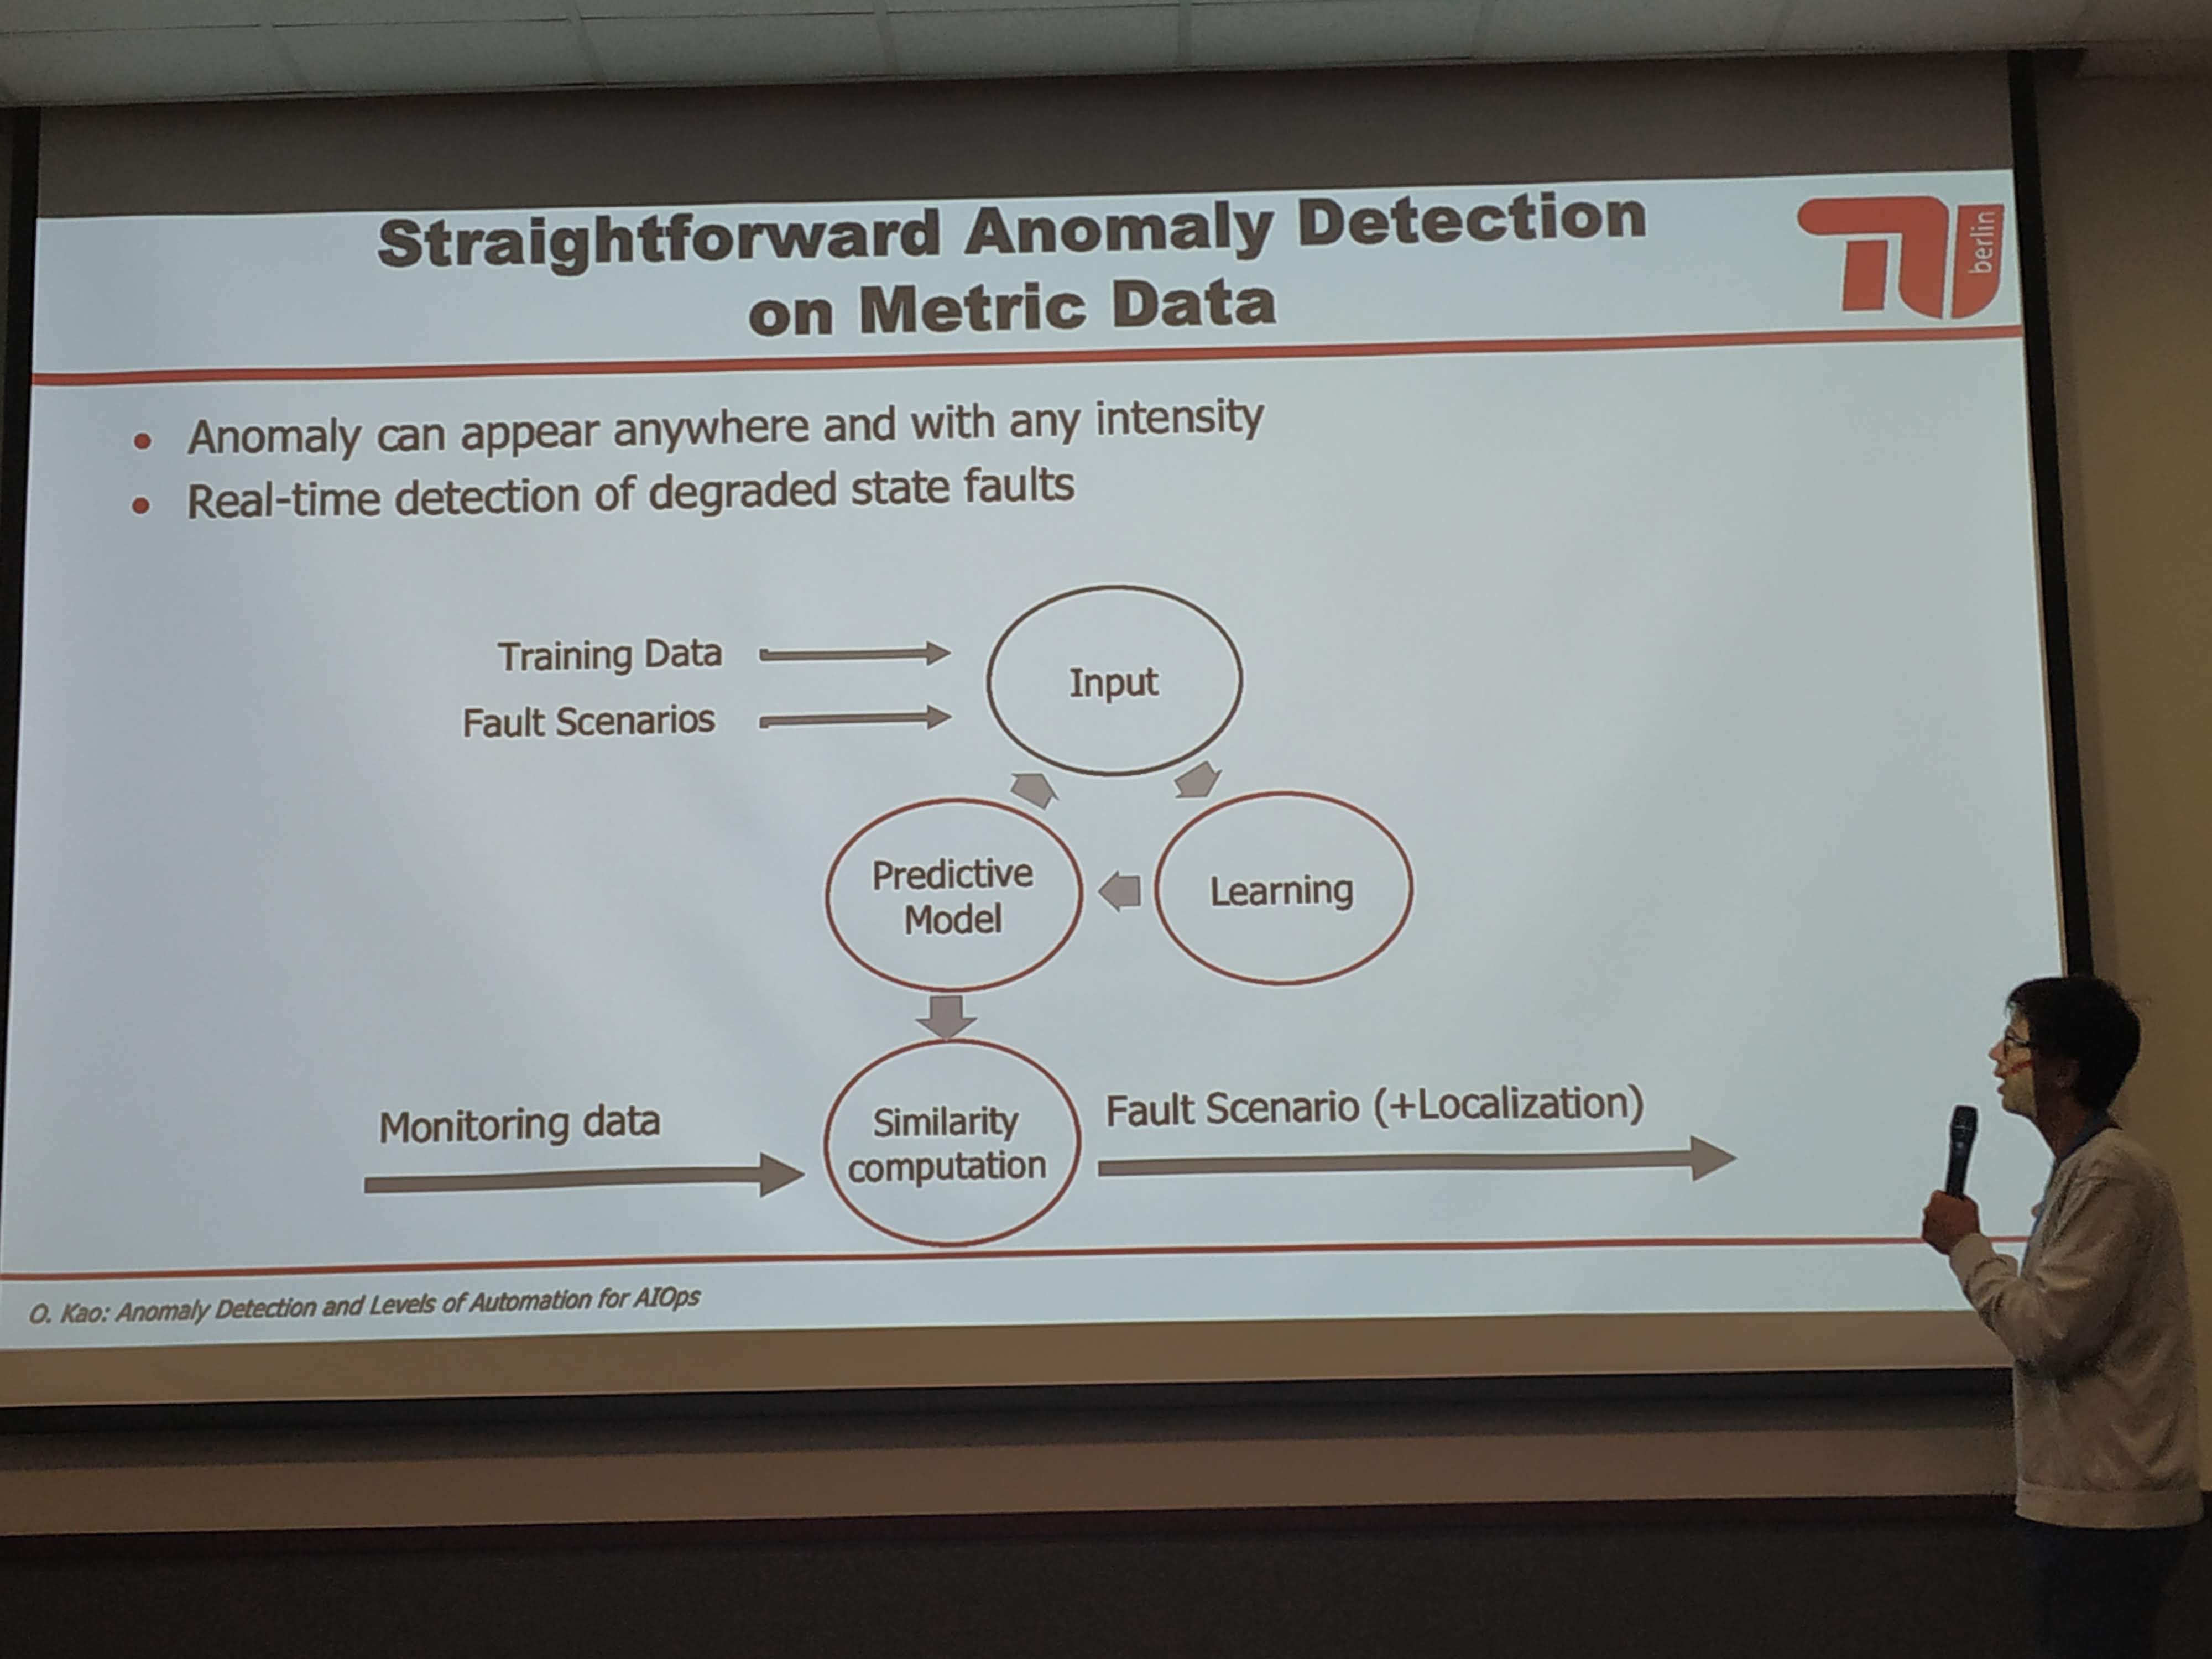 Straightforward Anomaly Detection
on Metric Data
berlin
• Anomaly can appear anywhere and with any intensity
• Real-time detection of degraded state faults
Training Data
Fault Scenarios
Input
Predictive
Model
Learning
Monitoring data
Similarity
computation
Fault Scenario (+Localization)
O. Kao: Anomaly Detection and Levels of Automation for AIOps